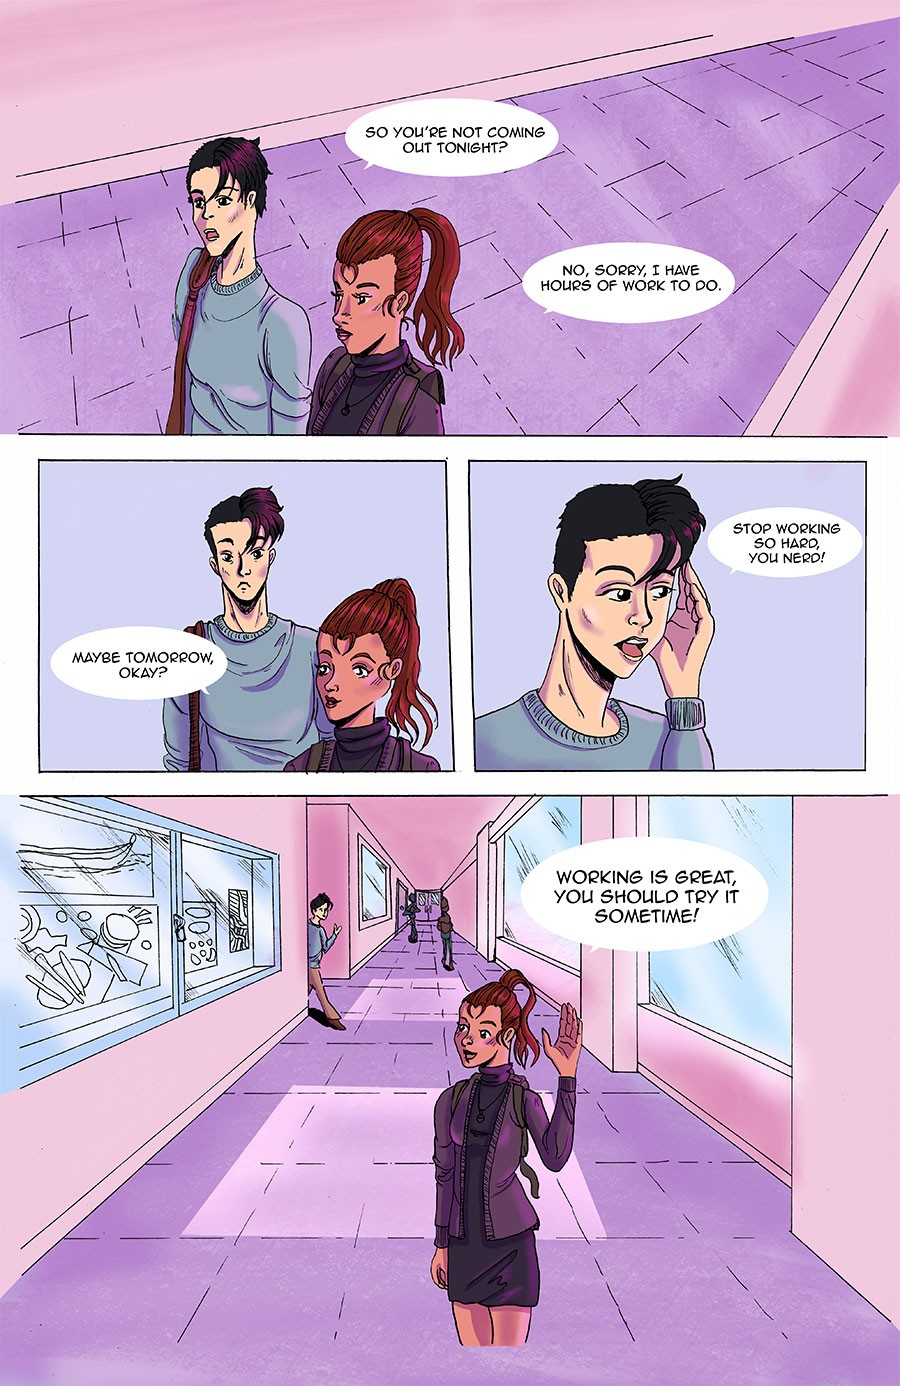 SO YOU'RE NOT COMING
OUT TONIGHT?
NO, SORRY, I HAVE
HOURS OF WORK TO DO.
MAYBE TOMORROW,
OKAY?
STOP WORKING
SO HARD,
YOU NERD!
WORKING IS GREAT,
YOU SHOULD TRY IT
SOMETIME!